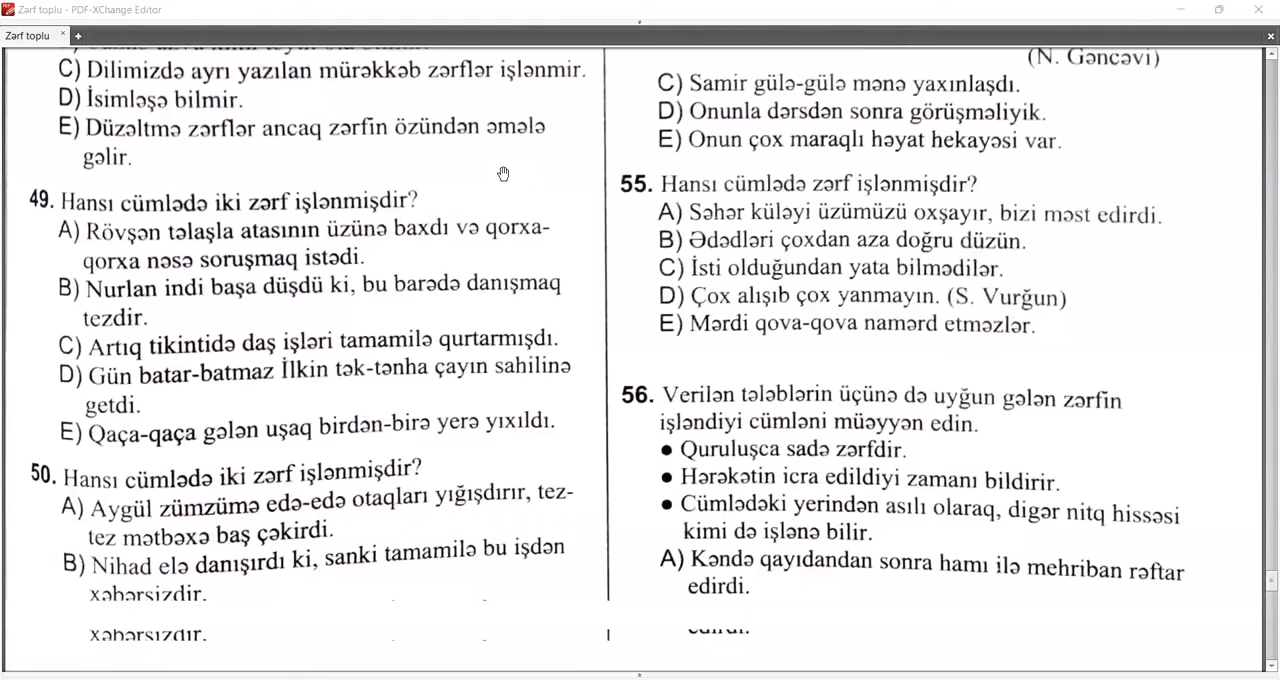 Zərf toplu - PDF-XChange Editor
Zərf toplu
C) Dilimizdə ayrı yazılan mürəkkəb zərflər işlənmir.
D) İsimləşə bilmir.
E) Düzəltmə zərflər ancaq zərfin özündən əmələ
gəlir.
49. Hansı cümlədə iki zərf işlənmişdir?
A) Rövşən təlaşla atasının üzünə baxdı və qorxa-
qorxa nəsə soruşmaq istədi.
B) Nurlan indi başa düşdü ki, bu barədə danışmaq
tezdir.
C) Artıq tikintidə daş işləri tamamilə qurtarmışdı.
D) Gün batar-batmaz İlkin tək-tənha çayın sahilinə
getdi.
E) Qaça-qaça gələn uşaq birdən-birə yerə yıxıldı.
50. Hansı cümlədə iki zərf işlənmişdir?
A) Aygül zümzümə edə-edə otaqları yığışdırır, tez-
tez mətbəxə baş çəkirdi.
B) Nihad elə danışırdı ki, sanki tamamilə bu işdən
xəbərsizdir.
xəbərsizdir.
(N. Gəncəvi)
C) Samir gülə-gülə mənə yaxınlaşdı.
D) Onunla dərsdən sonra görüşməliyik.
E) Onun çox maraqlı həyat hekayəsi var.
55. Hansı cümlədə zərf işlənmişdir?
A) Səhər küləyi üzümüzü oxşayır, bizi məst edirdi.
B) Ədədləri çoxdan aza doğru düzün.
C) İsti olduğundan yata bilmədilər.
D) Çox alışıb çox yanmayın. (S. Vurğun)
E) Mərdi qova-qova namərd etməzlər.
56. Verilən tələblərin üçünə də uyğun gələn zərfin
işləndiyi cümləni müəyyən edin.
● Quruluşca sadə zərfdir.
● Hərəkətin icra edildiyi zamanı bildirir.
● Cümlədəki yerindən asılı olaraq, digər nitq hissəsi
kimi də işlənə bilir.
A) Kəndə qayıdandan sonra hamı ilə mehriban rəftar
edirdi.